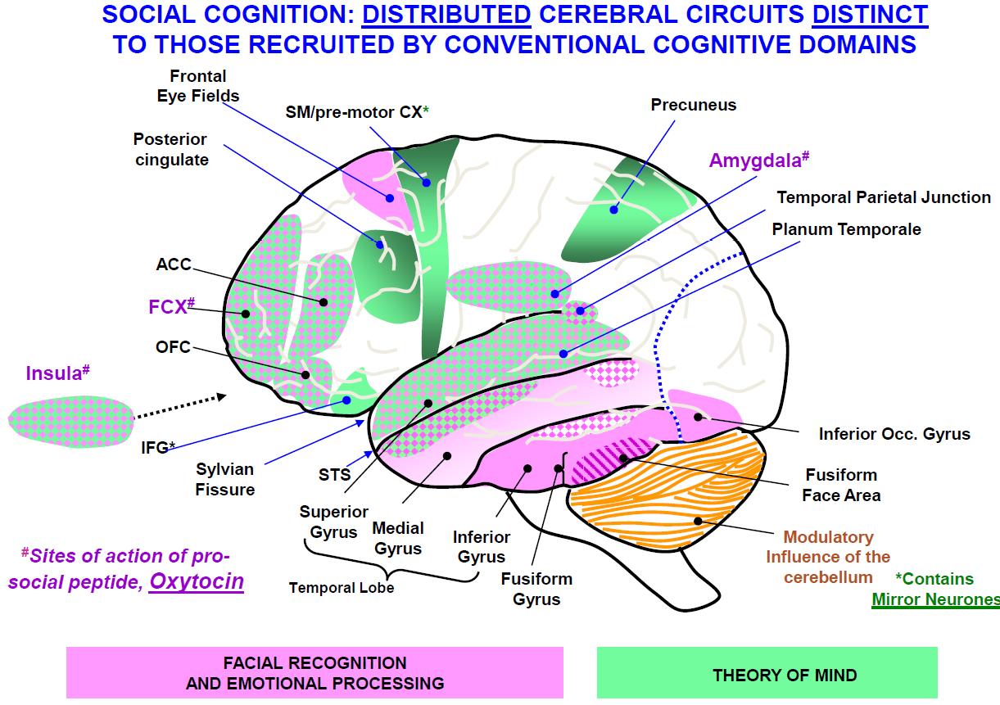 SOCIAL COGNITION: DISTRIBUTED CEREBRAL CIRCUITS DISTINCT
TO THOSE RECRUITED BY CONVENTIONAL COGNITIVE DOMAINS
Frontal
Eye Fields
SM/pre-motor CX*
Precuneus
Posterior
cingulate
Amygdala#
Temporal Parietal Junction
Planum Temporale
ACC
FCX#
OFC
Insula#
IFG*
Sylvian
Fissure
STS
Superior
Gyrus
Medial
Gyrus
Inferior
Gyrus
Fusiform
Gyrus
Temporal Lobe
Inferior Occ. Gyrus
Fusiform
Face Area
Modulatory
Influence of the
cerebellum
*Contains
Mirror Neurones
#Sites of action of pro-
social peptide, Oxytocin
FACIAL RECOGNITION
AND EMOTIONAL PROCESSING
THEORY OF MIND